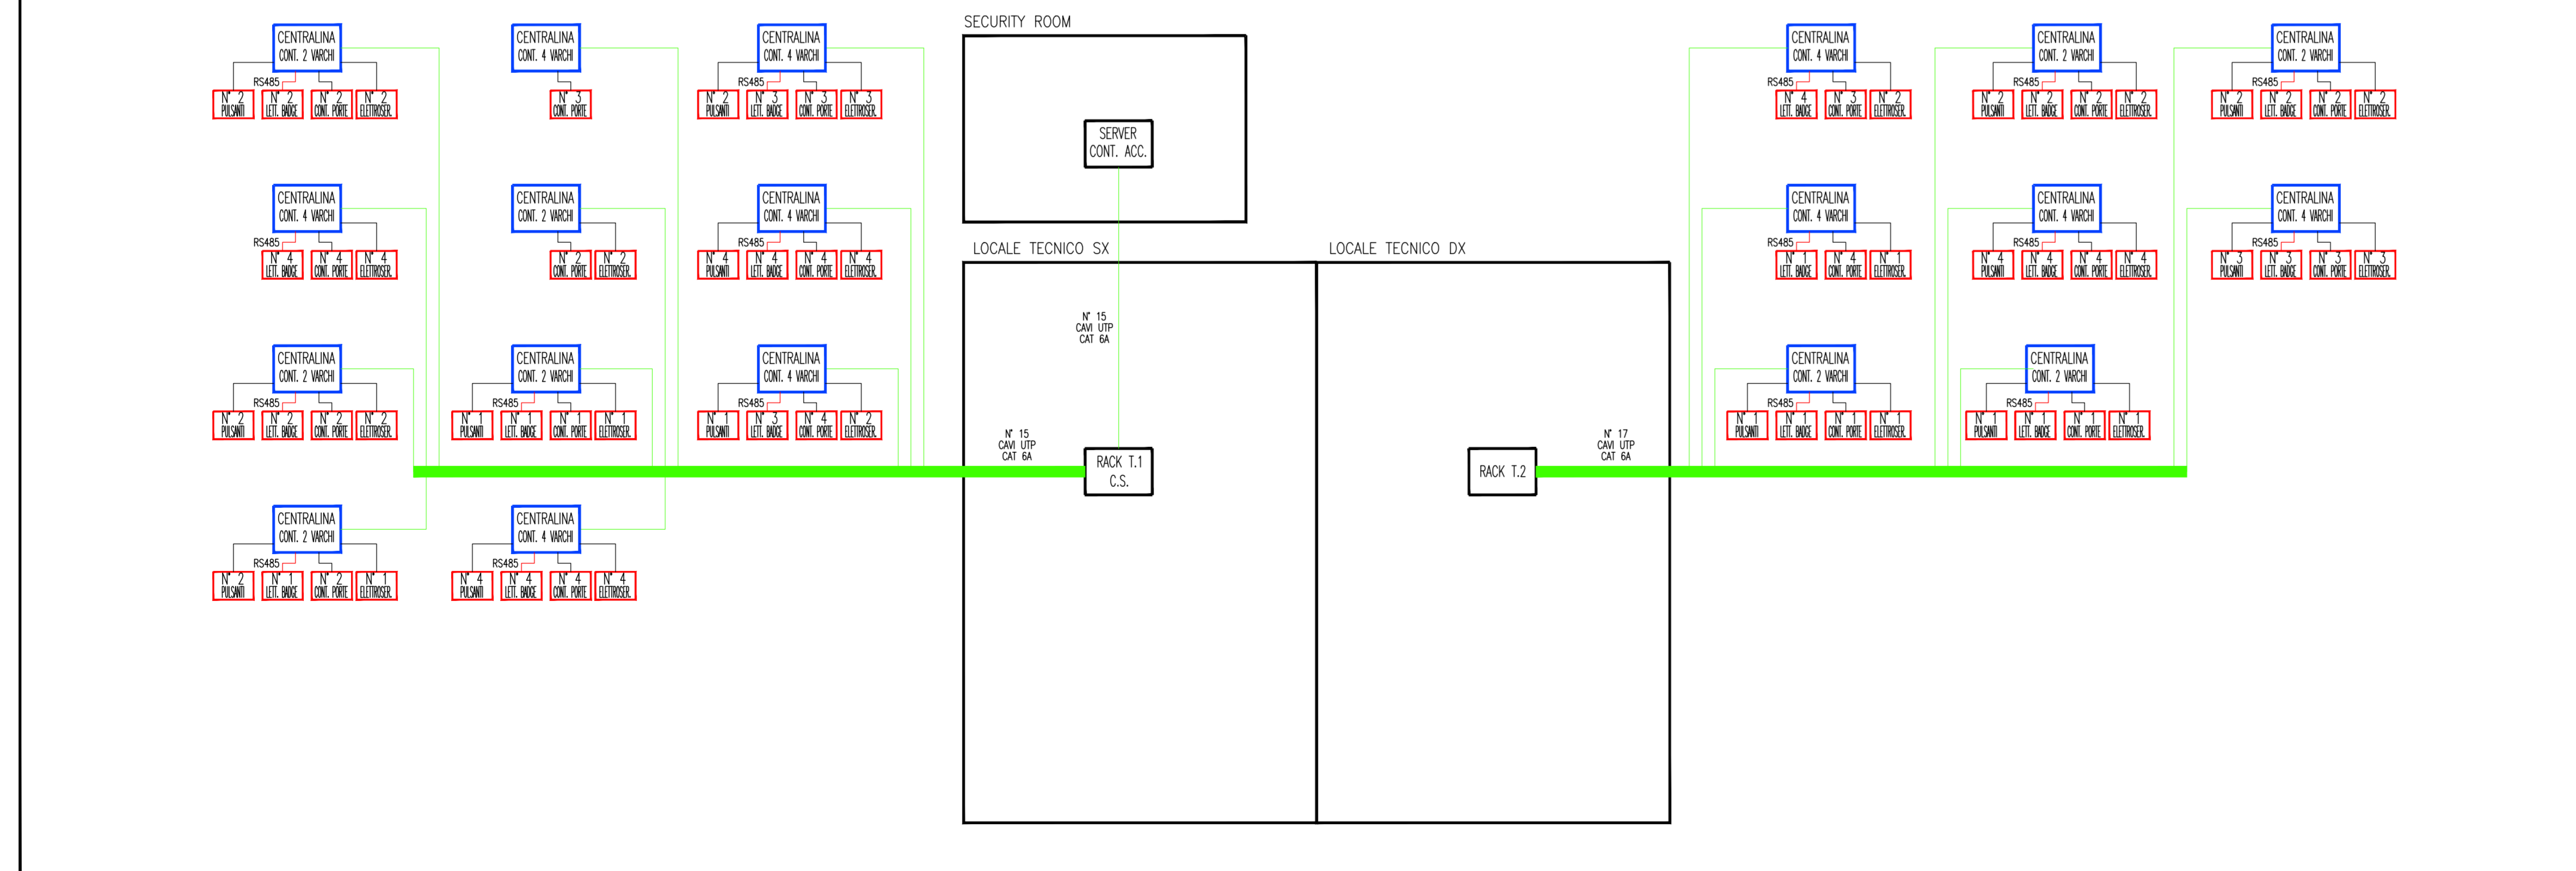 SECURITY ROOM
CENTRALINA
CONT. 2 VARCHI
RS485
N° 2
PULSANTI
N° 2
LETT. BADGE
N° 2
CONT. PORTE
N° 2
ELETTROSER.
CENTRALINA
CONT. 4 VARCHI
N° 3
CONT. PORTE
CENTRALINA
CONT. 4 VARCHI
RS485
N° 2
PULSANTI
N° 3
LETT. BADGE
N° 3
CONT. PORTE
N° 3
ELETTROSER.
SERVER
CONT. ACC.
CENTRALINA
CONT. 4 VARCHI
RS485
N° 4
LETT. BADGE
N° 3
CONT. PORTE
N° 2
ELETTROSER.
CENTRALINA
CONT. 2 VARCHI
RS485
N° 2
PULSANTI
N° 2
LETT. BADGE
N° 2
CONT. PORTE
N° 2
ELETTROSER.
CENTRALINA
CONT. 2 VARCHI
RS485
N° 2
PULSANTI
N° 2
LETT. BADGE
N° 2
CONT. PORTE
N° 2
ELETTROSER.
CENTRALINA
CONT. 4 VARCHI
RS485
N° 4
LETT. BADGE
N° 4
CONT. PORTE
N° 4
ELETTROSER.
CENTRALINA
CONT. 2 VARCHI
N° 2
CONT. PORTE
N° 2
ELETTROSER.
CENTRALINA
CONT. 4 VARCHI
RS485
N° 4
PULSANTI
N° 4
LETT. BADGE
N° 4
CONT. PORTE
N° 4
ELETTROSER.
LOCALE TECNICO SX
LOCALE TECNICO DX
CENTRALINA
CONT. 4 VARCHI
RS485
N° 1
LETT. BADGE
N° 4
CONT. PORTE
N° 1
ELETTROSER.
CENTRALINA
CONT. 4 VARCHI
RS485
N° 4
PULSANTI
N° 4
LETT. BADGE
N° 4
CONT. PORTE
N° 4
ELETTROSER.
CENTRALINA
CONT. 4 VARCHI
RS485
N° 3
PULSANTI
N° 3
LETT. BADGE
N° 3
CONT. PORTE
N° 3
ELETTROSER.
N° 15
CAVI UTP
CAT 6A
CENTRALINA
CONT. 2 VARCHI
RS485
N° 2
PULSANTI
N° 2
LETT. BADGE
N° 2
CONT. PORTE
N° 2
ELETTROSER.
CENTRALINA
CONT. 2 VARCHI
RS485
N° 1
PULSANTI
N° 1
LETT. BADGE
N° 1
CONT. PORTE
N° 1
ELETTROSER.
CENTRALINA
CONT. 4 VARCHI
RS485
N° 1
PULSANTI
N° 3
LETT. BADGE
N° 4
CONT. PORTE
N° 2
ELETTROSER.
CENTRALINA
CONT. 2 VARCHI
RS485
N° 1
PULSANTI
N° 1
LETT. BADGE
N° 1
CONT. PORTE
N° 1
ELETTROSER.
CENTRALINA
CONT. 2 VARCHI
RS485
N° 1
PULSANTI
N° 1
LETT. BADGE
N° 1
CONT. PORTE
N° 1
ELETTROSER.
N° 15
CAVI UTP
CAT 6A
RACK T.1
C.S.
RACK T.2
N° 17
CAVI UTP
CAT 6A
CENTRALINA
CONT. 2 VARCHI
RS485
N° 2
PULSANTI
N° 1
LETT. BADGE
N° 2
CONT. PORTE
N° 1
ELETTROSER.
CENTRALINA
CONT. 4 VARCHI
RS485
N° 4
PULSANTI
N° 4
LETT. BADGE
N° 4
CONT. PORTE
N° 4
ELETTROSER.